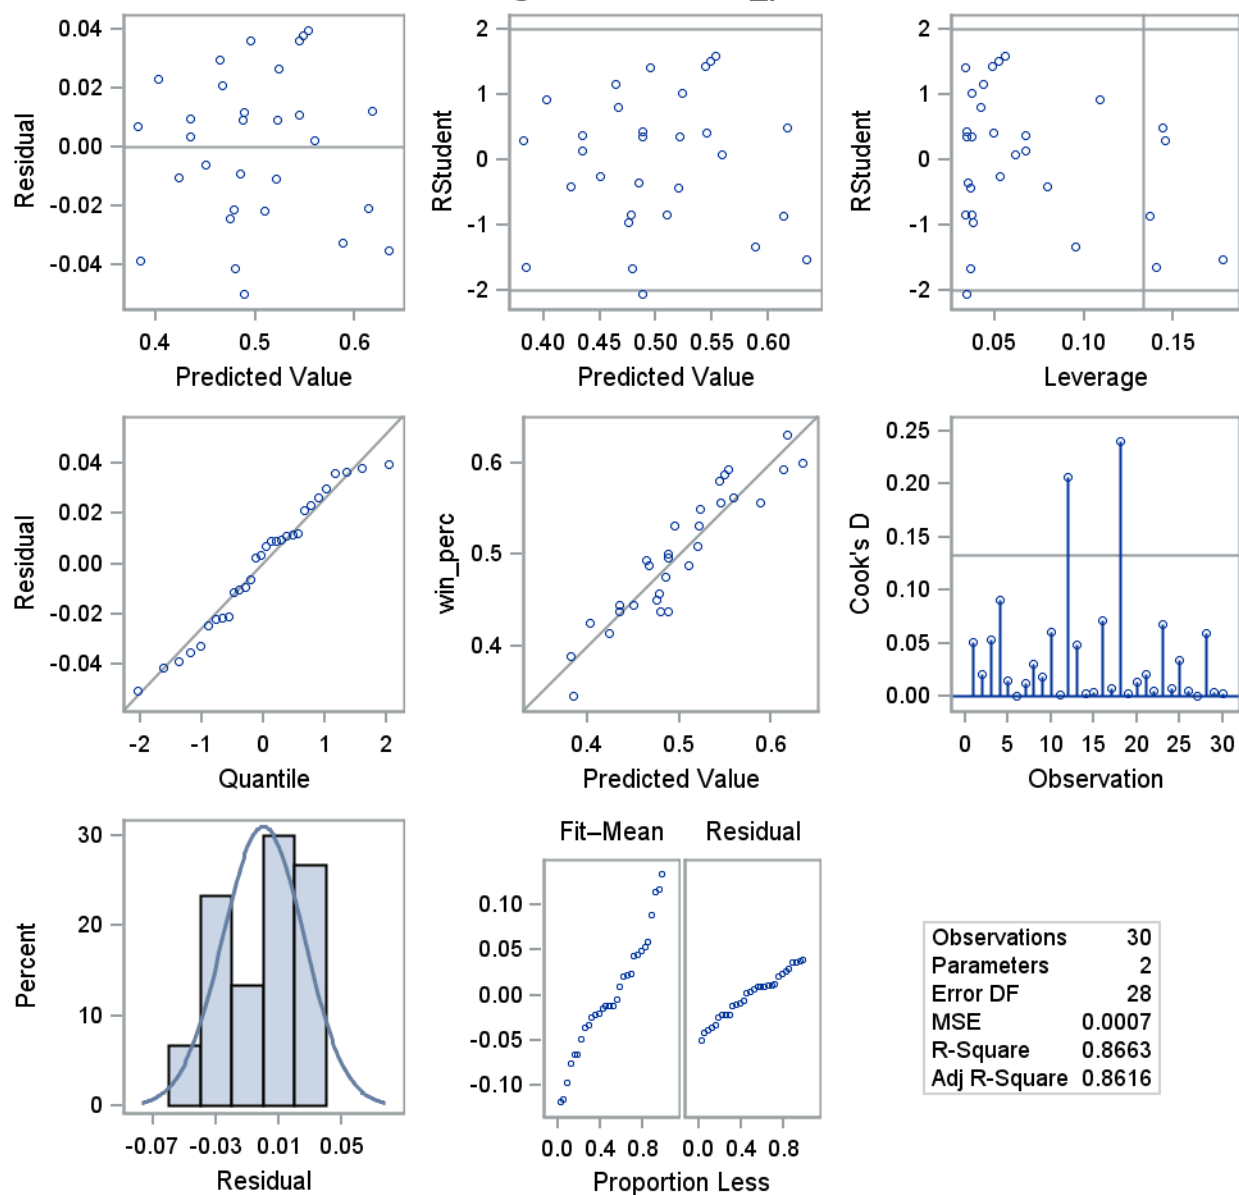 0.04
0.02
0.00
-0.02
-0.04
Residual
0.4 0.5 0.6
Predicted Value
2
1
0
-1
-2
RStudent
0.40 0.45 0.50 0.55 0.60
Predicted Value
2
1
0
-1
-2
RStudent
0.05 0.10 0.15
Leverage
0.04
0.02
0.00
-0.02
-0.04
Residual
-2 -1 0 1 2
Quantile
0.6
0.5
0.4
win_perc
0.4 0.5 0.6
Predicted Value
0.25
0.20
0.15
0.10
0.05
0.00
Cook's D
0 5 10 15 20 25 30
Observation
30
20
10
0
Percent
-0.07 -0.03 0.01 0.05
Residual
Fit–Mean Residual
0.10
0.05
0.00
-0.05
-0.10
0.0 0.4 0.8 0.0 0.4 0.8
Proportion Less
Observations 30
Parameters 2
Error DF 28
MSE 0.0007
R-Square 0.8663
Adj R-Square 0.8616